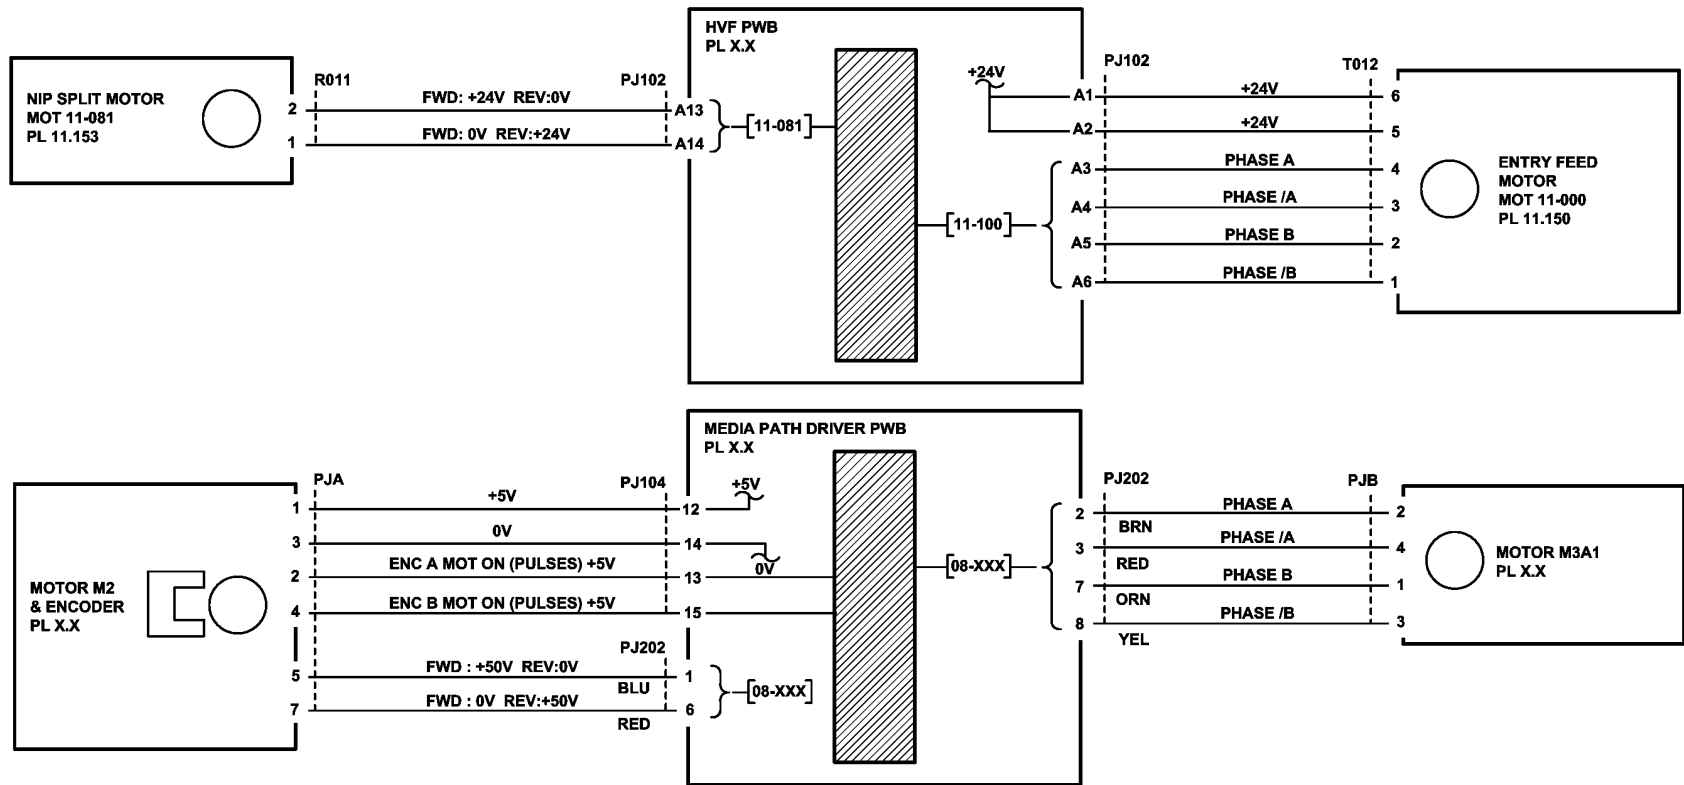 HVF PWB
PL X.X
NIP SPLIT MOTOR
MOT 11-081
PL 11.153
R011
PJ102
2
FWD: +24V REV:0V
A13
1
FWD: 0V REV:+24V
A14
[11-081]
+24V
PJ102
T012
A1
+24V
6
A2
+24V
5
A3
PHASE A
4
A4
PHASE /A
3
[11-100]
A5
PHASE B
2
A6
PHASE /B
1
ENTRY FEED
MOTOR
MOT 11-000
PL 11.150
MEDIA PATH DRIVER PWB
PL X.X
MOTOR M2
& ENCODER
PL X.X
PJA
PJ104
1
+5V
12
+5V
3
0V
14
0V
2
ENC A MOT ON (PULSES) +5V
13
4
ENC B MOT ON (PULSES) +5V
15
PJ202
5
FWD : +50V REV:0V
BLU
1
7
FWD : 0V REV:+50V
RED
6
[08-XXX]
[08-XXX]
PJ202
PJB
2
PHASE A
BRN
2
3
PHASE /A
RED
4
7
PHASE B
ORN
1
8
PHASE /B
YEL
3
MOTOR M3A1
PL X.X